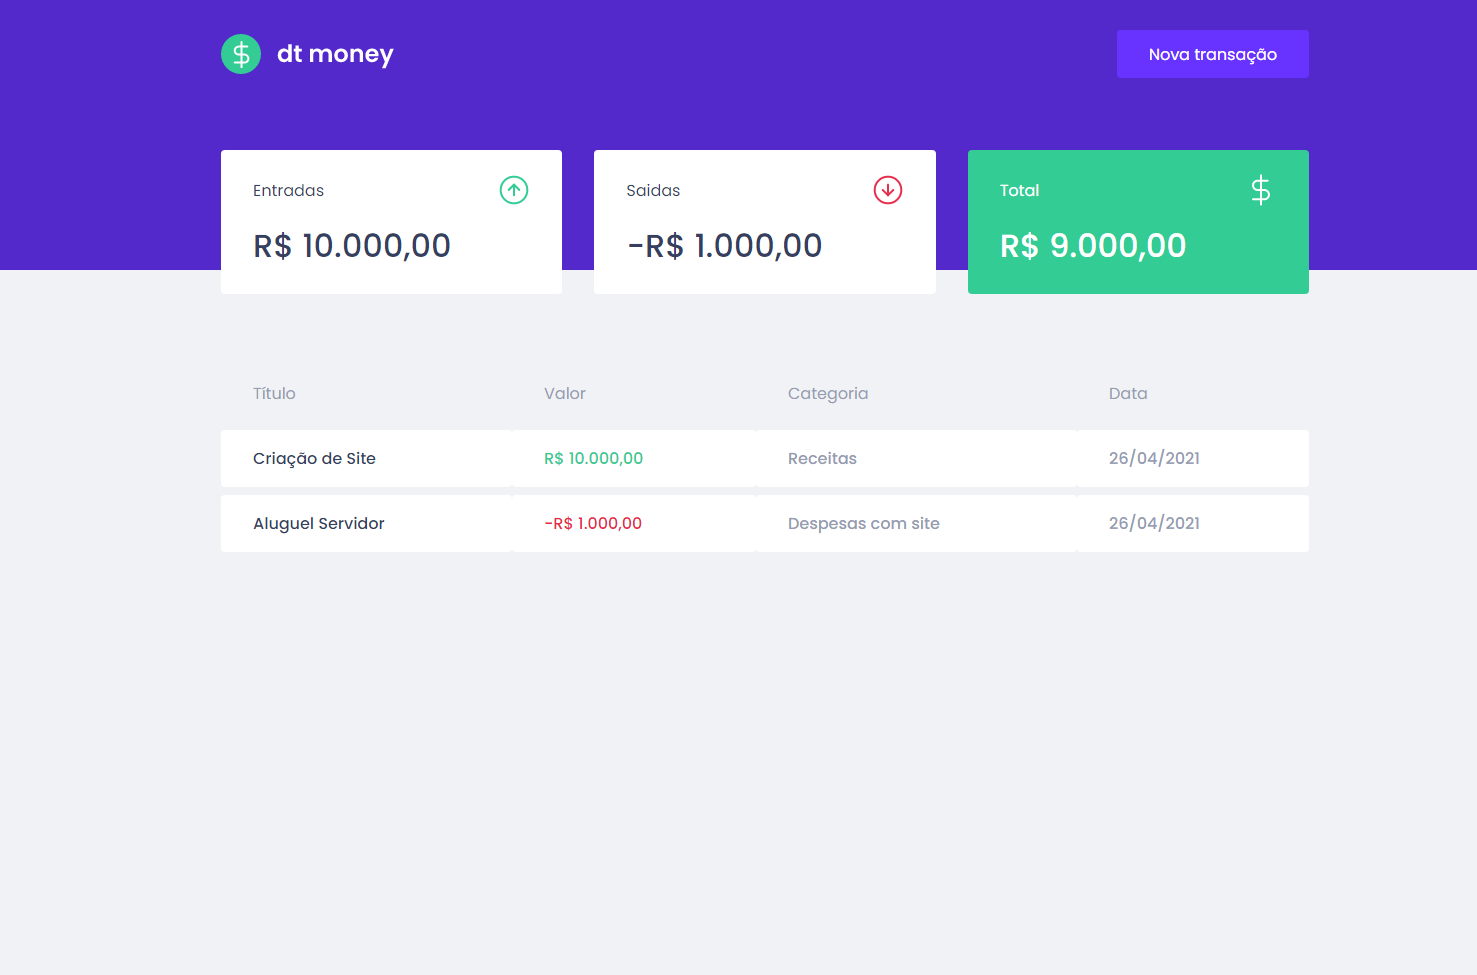 dt money
Nova transação
Entradas
R$ 10.000,00
Saidas
-R$ 1.000,00
Total
R$ 9.000,00
Título Valor Categoria Data
Criação de Site R$ 10.000,00 Receitas 26/04/2021
Aluguel Servidor -R$ 1.000,00 Despesas com site 26/04/2021